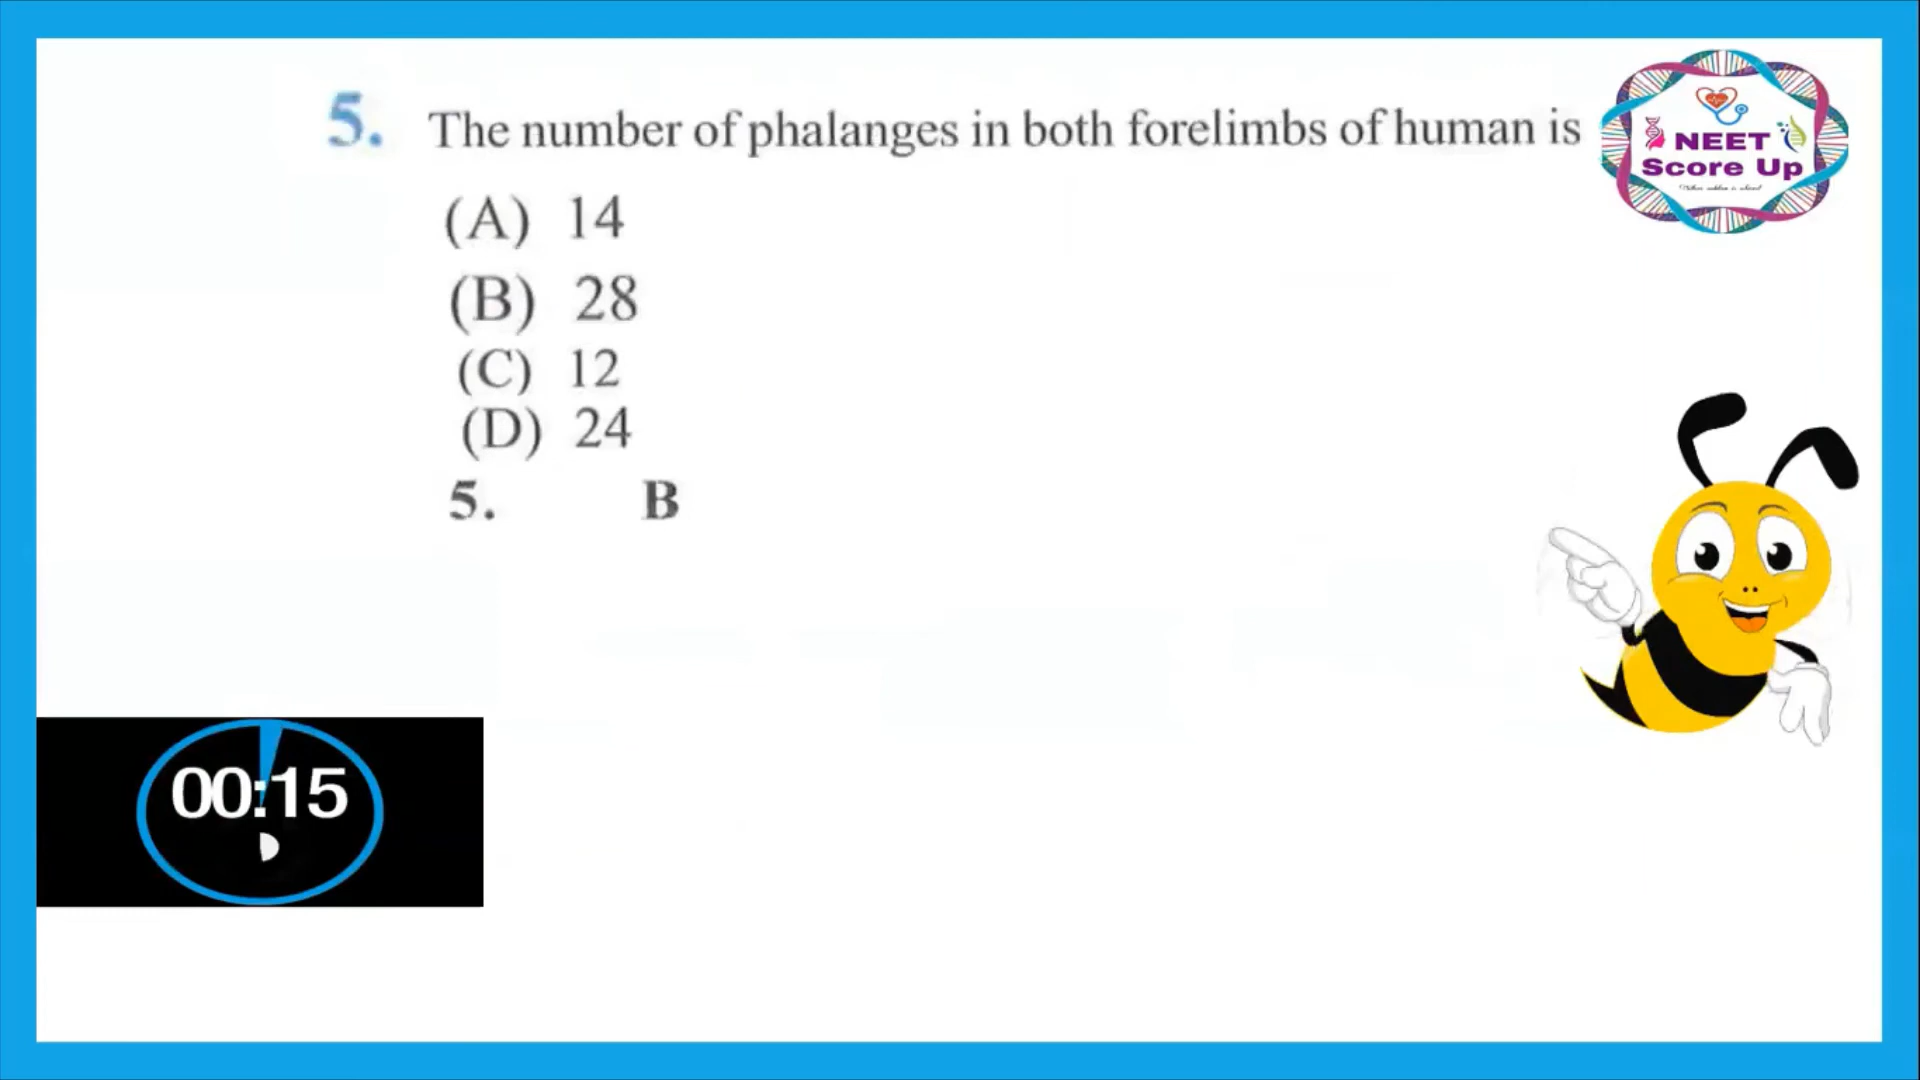 5. The number of phalanges in both forelimbs of human is
(A) 14
(B) 28
(C) 12
(D) 24
5. B
NEET
Score Up
00:15